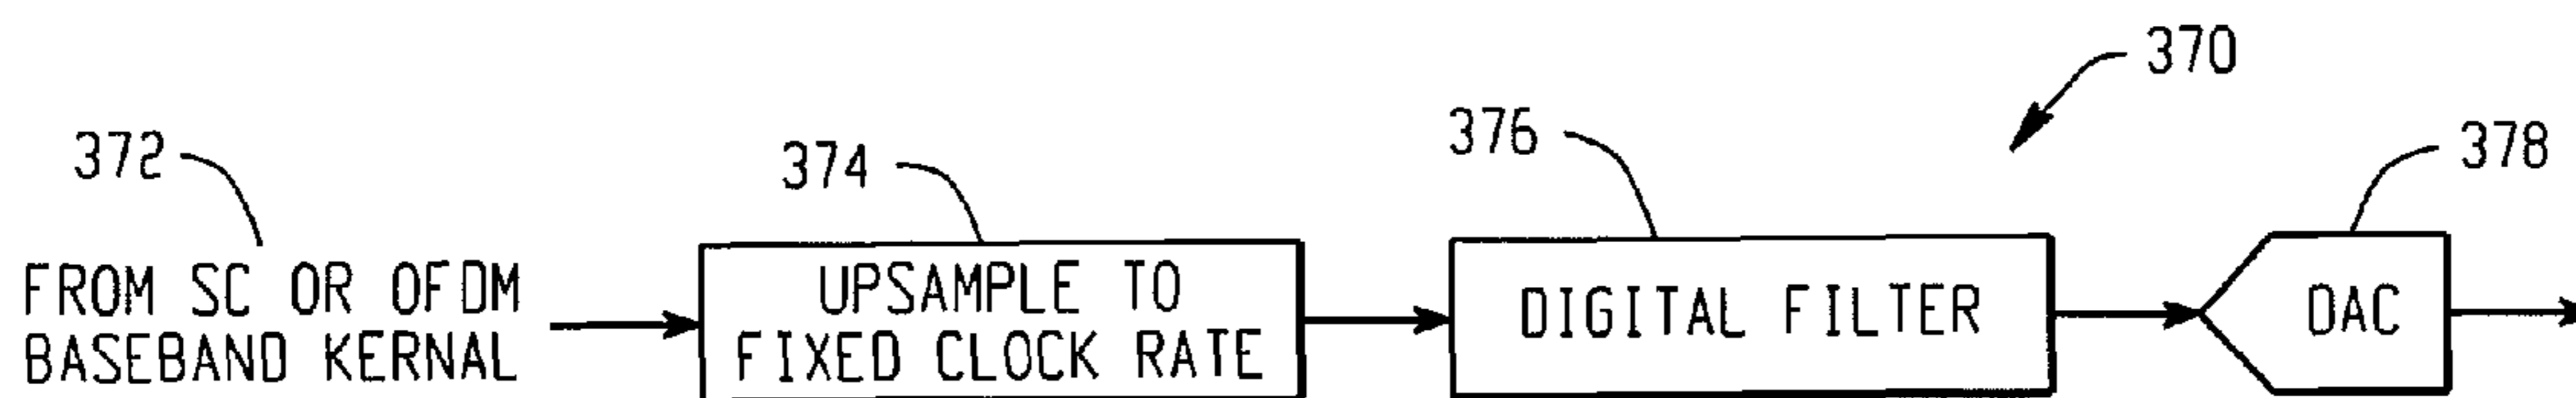 370
372
374
376
378
FROM SC OR OFDM
BASEBAND KERNAL
UPSAMPLE TO
FIXED CLOCK RATE
DIGITAL FILTER
DAC